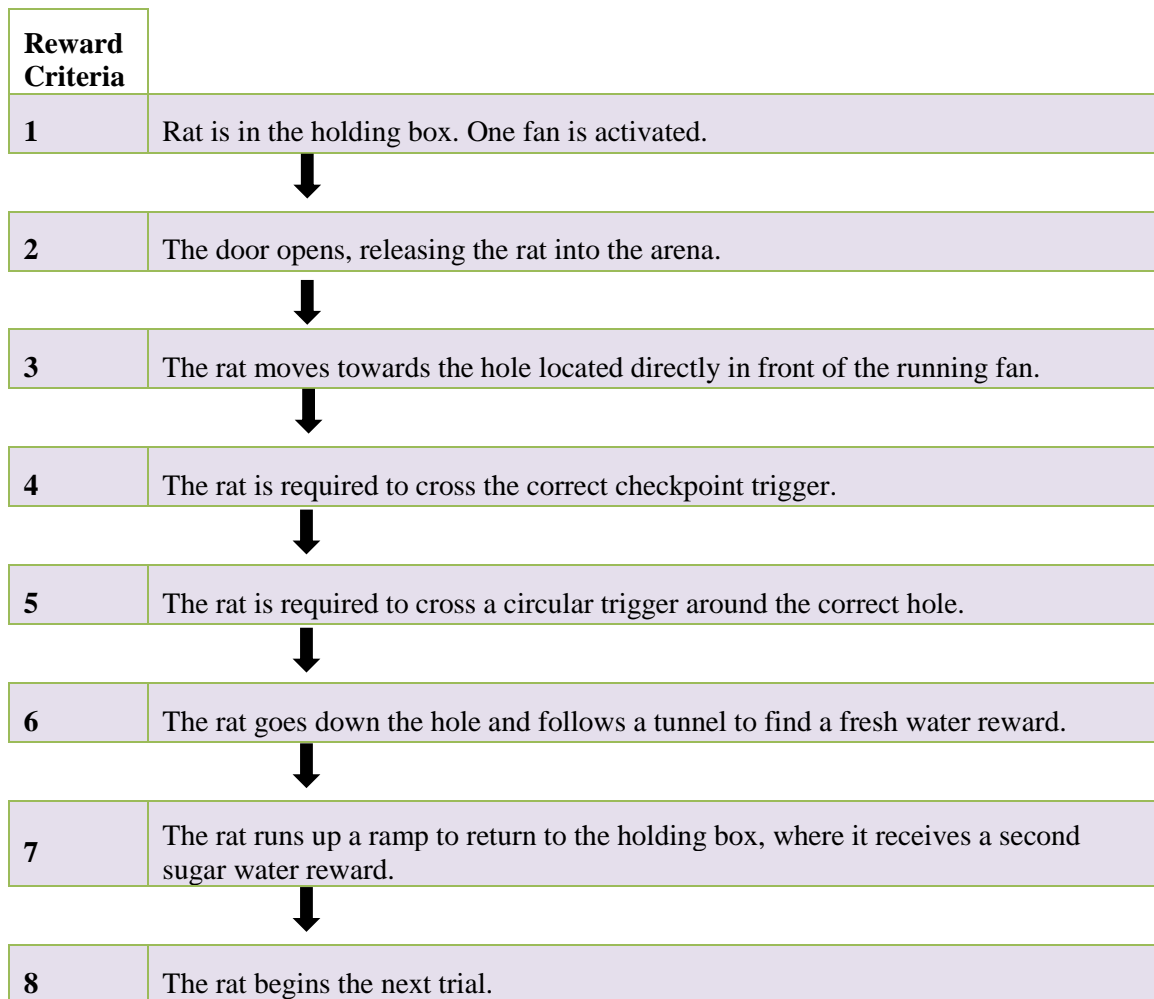 Reward
Criteria
1 Rat is in the holding box. One fan is activated.
2 The door opens, releasing the rat into the arena.
3 The rat moves towards the hole located directly in front of the running fan.
4 The rat is required to cross the correct checkpoint trigger.
5 The rat is required to cross a circular trigger around the correct hole.
6 The rat goes down the hole and follows a tunnel to find a fresh water reward.
7 The rat runs up a ramp to return to the holding box, where it receives a second
sugar water reward.
8 The rat begins the next trial.